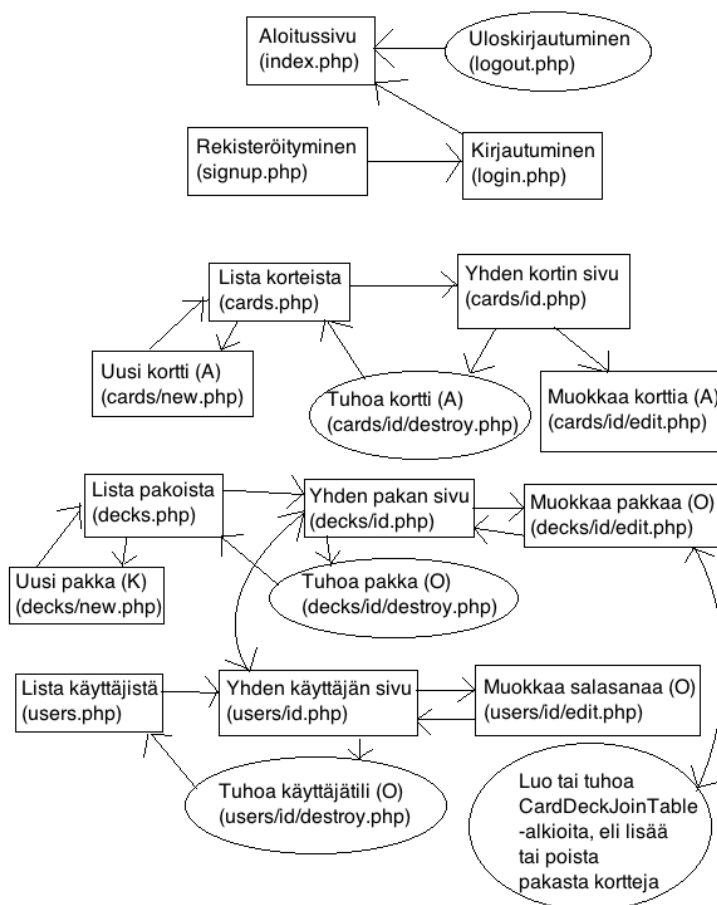 Aloitussivu
(index.php)
Uloskirjautuminen
(logout.php)
Rekisteröityminen
(signup.php)
Kirjautuminen
(login.php)
Lista korteista
(cards.php)
Yhden kortin sivu
(cards/id.php)
Uusi kortti (A)
(cards/new.php)
Tuhoa kortti (A)
(cards/id/destroy.php)
Muokkaa korttia (A)
(cards/id/edit.php)
Lista pakoista
(decks.php)
Yhden pakan sivu
(decks/id.php)
Muokkaa pakkaa (O)
(decks/id/edit.php)
Uusi pakka (K)
(decks/new.php)
Tuhoa pakka (O)
(decks/id/destroy.php)
Lista käyttäjistä
(users.php)
Yhden käyttäjän sivu
(users/id.php)
Muokkaa salasanaa (O)
(users/id/edit.php)
Tuhoa käyttäjätili (O)
(users/id/destroy.php)
Luo tai tuhoa
CardDeckJoinTable
-alkioita, eli lisää
tai poista
pakasta kortteja